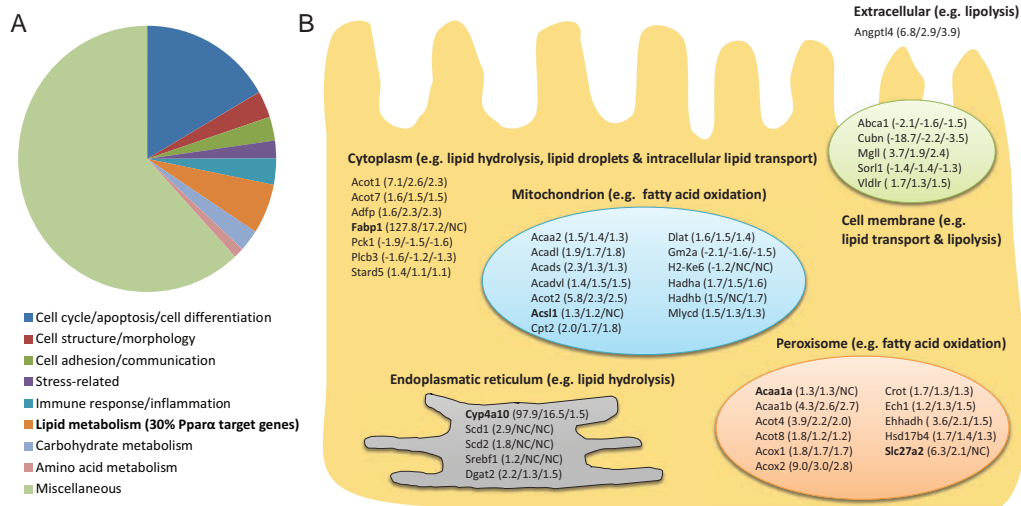 A
Cell cycle/apoptosis/cell differentiation
Cell structure/morphology
Cell adhesion/communication
Stress-related
Immune response/inflammation
Lipid metabolism (30% Pparα target genes)
Carbohydrate metabolism
Amino acid metabolism
Miscellaneous
B
Extracellular (e.g. lipolysis)
Angptl4 (6.8/2.9/3.9)
Abca1 (-2.1/-1.6/-1.5)
Cubn (-18.7/-2.2/-3.5)
Mgll ( 3.7/1.9/2.4)
Sorl1 (-1.4/-1.4/-1.3)
Vldlr ( 1.7/1.3/1.5)
Cell membrane (e.g.
lipid transport & lipolysis)
Cytoplasm (e.g. lipid hydrolysis, lipid droplets & intracellular lipid transport)
Acot1 (7.1/2.6/2.3)
Acot7 (1.6/1.5/1.5)
Adfp (1.6/2.3/2.3)
Fabp1 (127.8/17.2/NC)
Pck1 (-1.9/-1.5/-1.6)
Plcb3 (-1.6/-1.2/-1.3)
Stard5 (1.4/1.1/1.1)
Mitochondrion (e.g. fatty acid oxidation)
Acaa2 (1.5/1.4/1.3)
Acadl (1.9/1.7/1.8)
Acads (2.3/1.3/1.3)
Acadvl (1.4/1.5/1.5)
Acot2 (5.8/2.3/2.5)
Acsl1 (1.3/1.2/NC)
Cpt2 (2.0/1.7/1.8)
Dlat (1.6/1.5/1.4)
Gm2a (-2.1/-1.6/-1.5)
H2-Ke6 (-1.2/NC/NC)
Hadha (1.7/1.5/1.6)
Hadhb (1.5/NC/1.7)
Mlycd (1.5/1.3/1.3)
Endoplasmatic reticulum (e.g. lipid hydrolysis)
Cyp4a10 (97.9/16.5/1.5)
Scd1 (2.9/NC/NC)
Scd2 (1.8/NC/NC)
Srebf1 (1.2/NC/NC)
Dgat2 (2.2/1.3/1.5)
Peroxisome (e.g. fatty acid oxidation)
Acaa1a (1.3/1.3/NC)
Acaa1b (4.3/2.6/2.7)
Acot4 (3.9/2.2/2.0)
Acot8 (1.8/1.2/1.2)
Acox1 (1.8/1.7/1.7)
Acox2 (9.0/3.0/2.8)
Crot (1.7/1.3/1.3)
Ech1 (1.2/1.3/1.5)
Ehhadh ( 3.6/2.1/1.5)
Hsd17b4 (1.7/1.4/1.3)
Slc27a2 (6.3/2.1/NC)